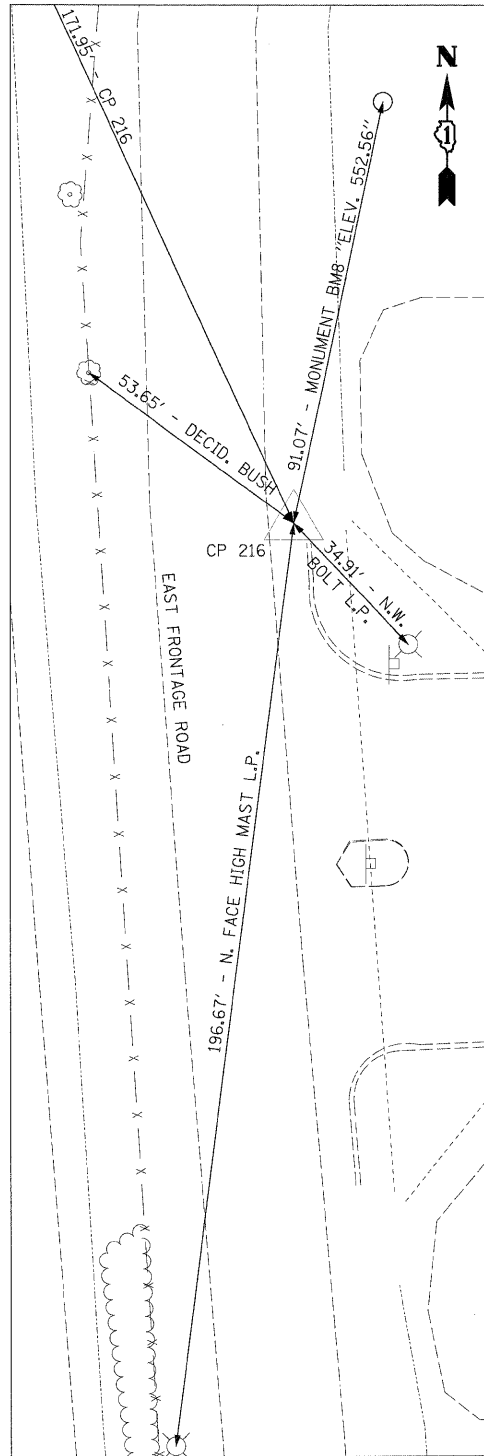 171.95 - CP 216
N
1
91.07' - MONUMENT BM8 "ELEV. 552.56"
53.65' - DECID. BUSH
CP 216
34.91' - N.W.
BOLT L.P.
EAST FRONTAGE ROAD
196.67' - N. FACE HIGH MAST L.P.